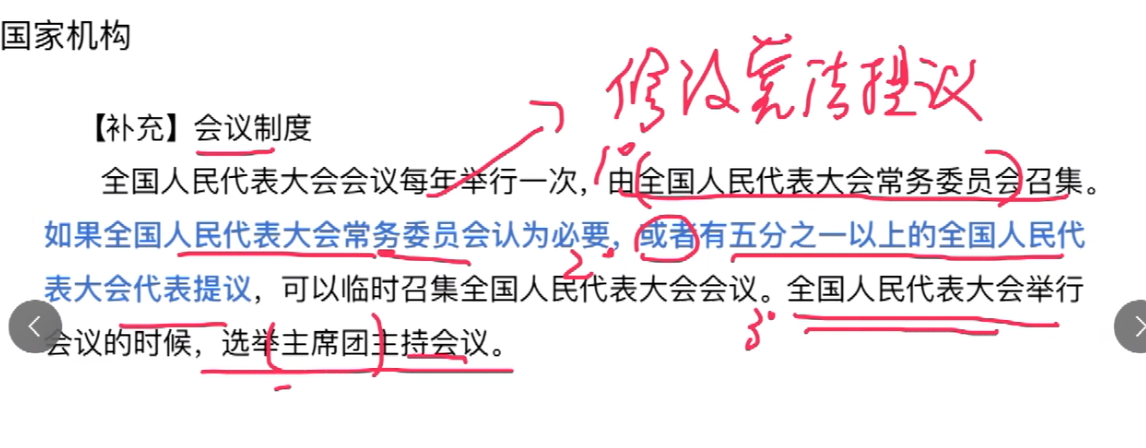 国家机构
修改宪法提议
【补充】会议制度
1°
全国人民代表大会会议每年举行一次，由全国人民代表大会常务委员会召集。
如果全国人民代表大会常务委员会认为必要，或者有五分之一以上的全国人民代
2°
表大会代表提议，可以临时召集全国人民代表大会会议。全国人民代表大会举行
3°
会议的时候，选举主席团主持会议。